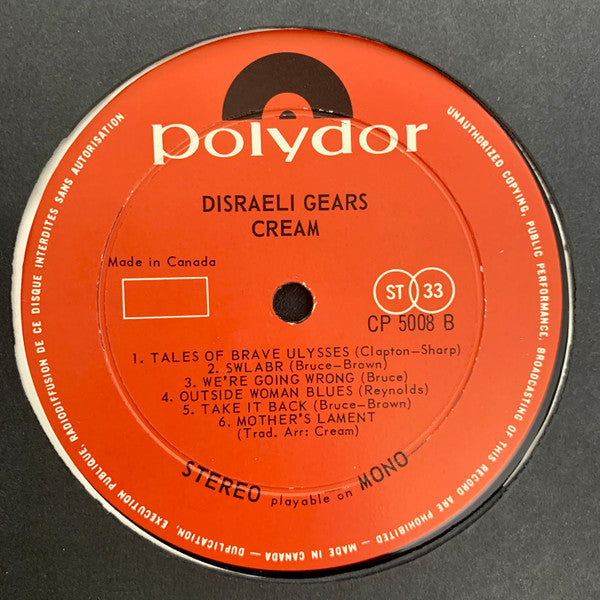 polydor
DISRAELI GEARS
CREAM
Made in Canada
ST 33
CP 5008 B
1. TALES OF BRAVE ULYSSES (Clapton-Sharp)
2. SWLABR (Bruce-Brown)
3. WE'RE GOING WRONG (Bruce)
4. OUTSIDE WOMAN BLUES (Reynolds)
5. TAKE IT BACK (Bruce-Brown)
6. MOTHER'S LAMENT
(Trad. Arr: Cream)
STEREO playable on MONO
UNAUTHORIZED COPYING, PUBLIC PERFORMANCE, BROADCASTING OF THIS RECORD ARE PROHIBITED — MADE IN CANADA — DUPLICATION, EXECUTION PUBLIQUE, RADIODIFFUSION DE CE DISQUE INTERDITES SANS AUTORISATION